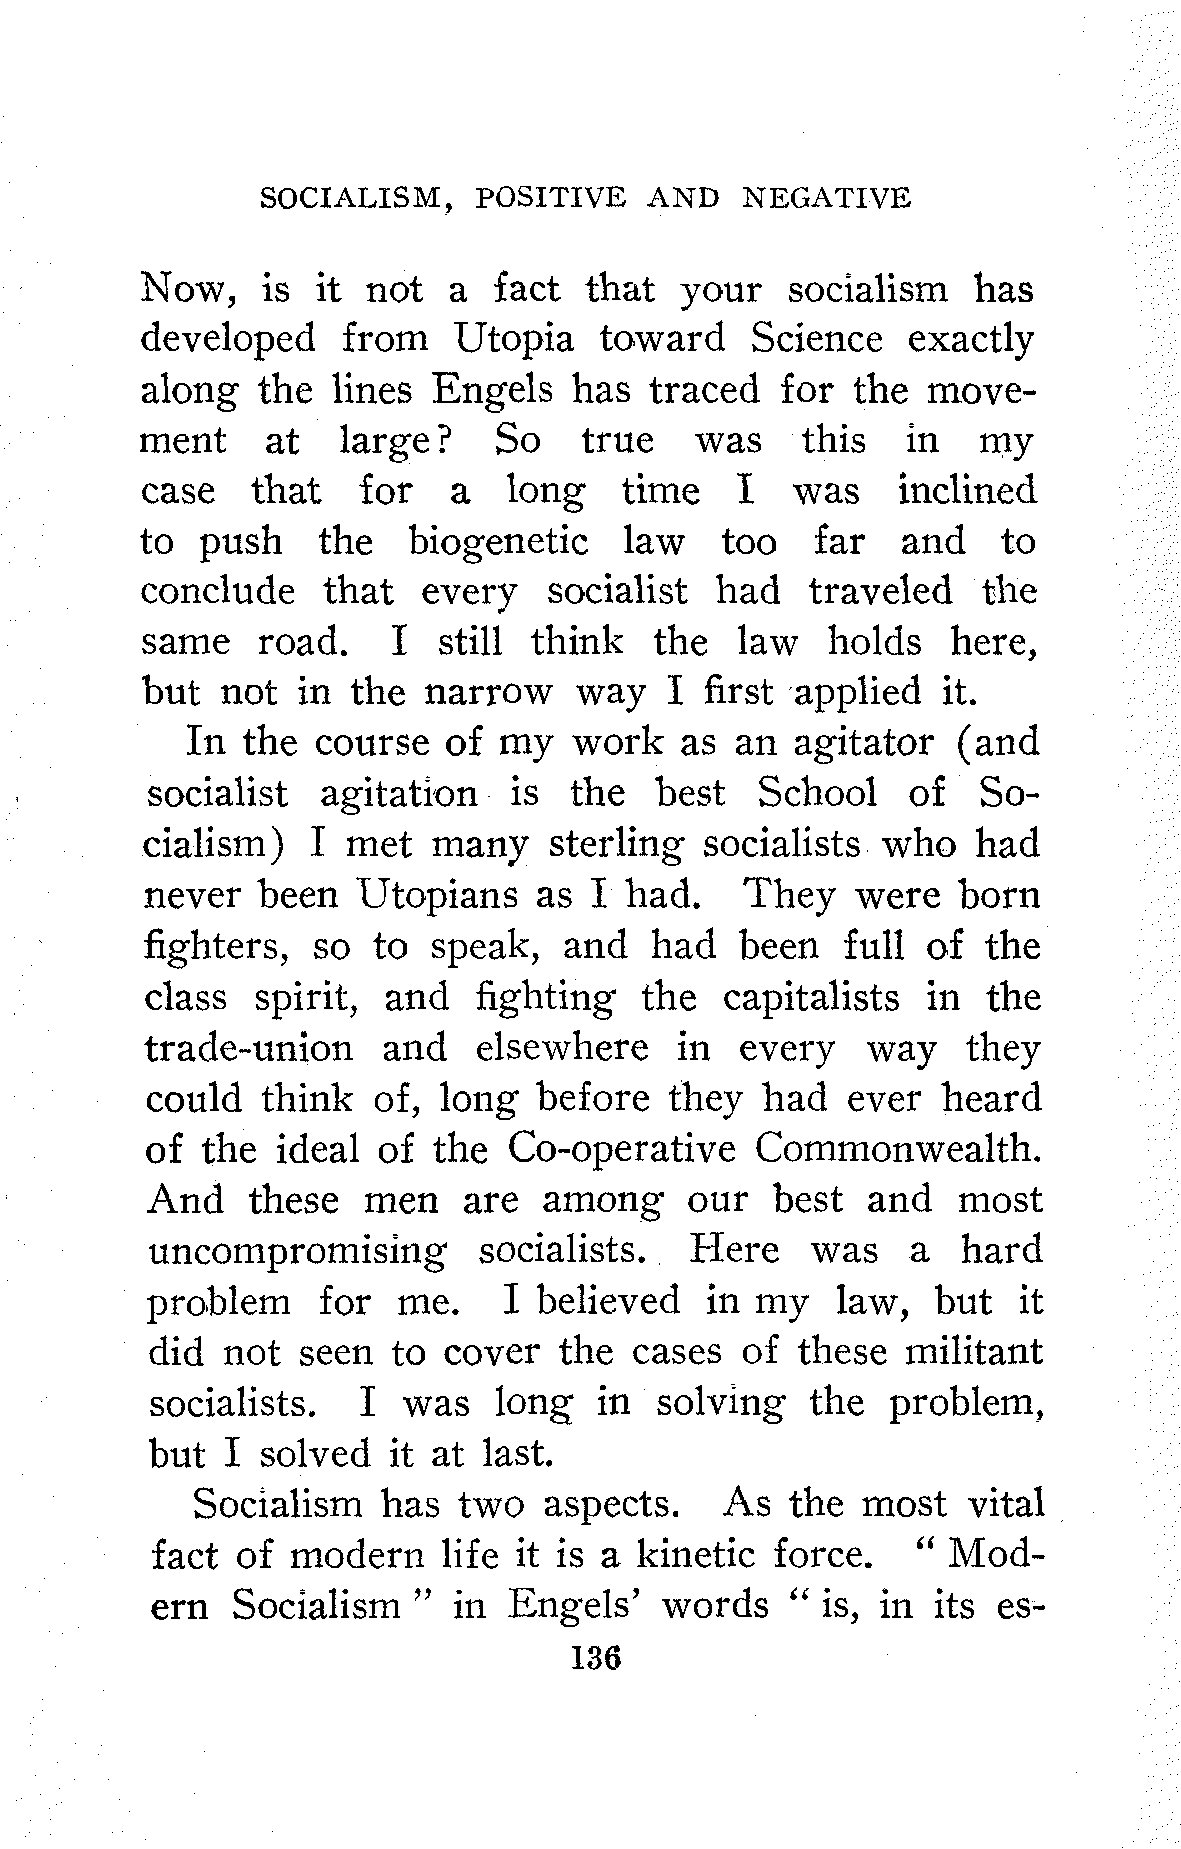 SOCIALISM, POSITIVE AND NEGATIVE
Now, is it not a fact that your socialism has
developed from Utopia toward Science exactly
along the lines Engels has traced for the move-
ment at large? So true was this in my
case that for a long time I was inclined
to push the biogenetic law too far and to
conclude that every socialist had traveled the
same road. I still think the law holds here,
but not in the narrow way I first applied it.
In the course of my work as an agitator (and
socialist agitation is the best School of So-
cialism) I met many sterling socialists who had
never been Utopians as I had. They were born
fighters, so to speak, and had been full of the
class spirit, and fighting the capitalists in the
trade-union and elsewhere in every way they
could think of, long before they had ever heard
of the ideal of the Co-operative Commonwealth.
And these men are among our best and most
uncompromising socialists. Here was a hard
problem for me. I believed in my law, but it
did not seen to cover the cases of these militant
socialists. I was long in solving the problem,
but I solved it at last.
Socialism has two aspects. As the most vital
fact of modern life it is a kinetic force. “ Mod-
ern Socialism ” in Engels’ words “ is, in its es-
136